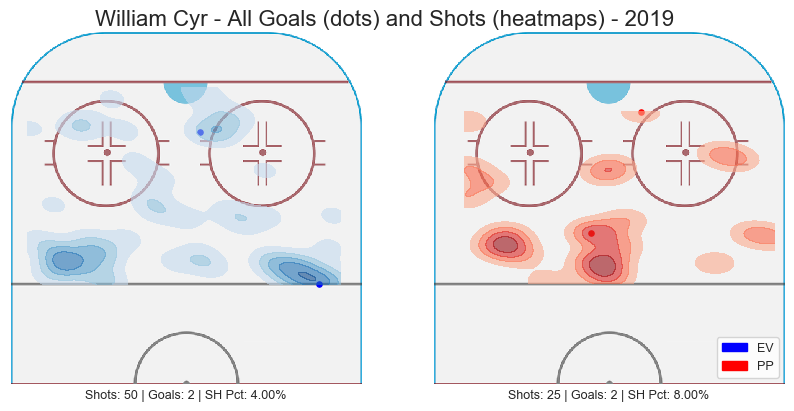 William Cyr - All Goals (dots) and Shots (heatmaps) - 2019
EV
PP
Shots: 50 | Goals: 2 | SH Pct: 4.00%
Shots: 25 | Goals: 2 | SH Pct: 8.00%